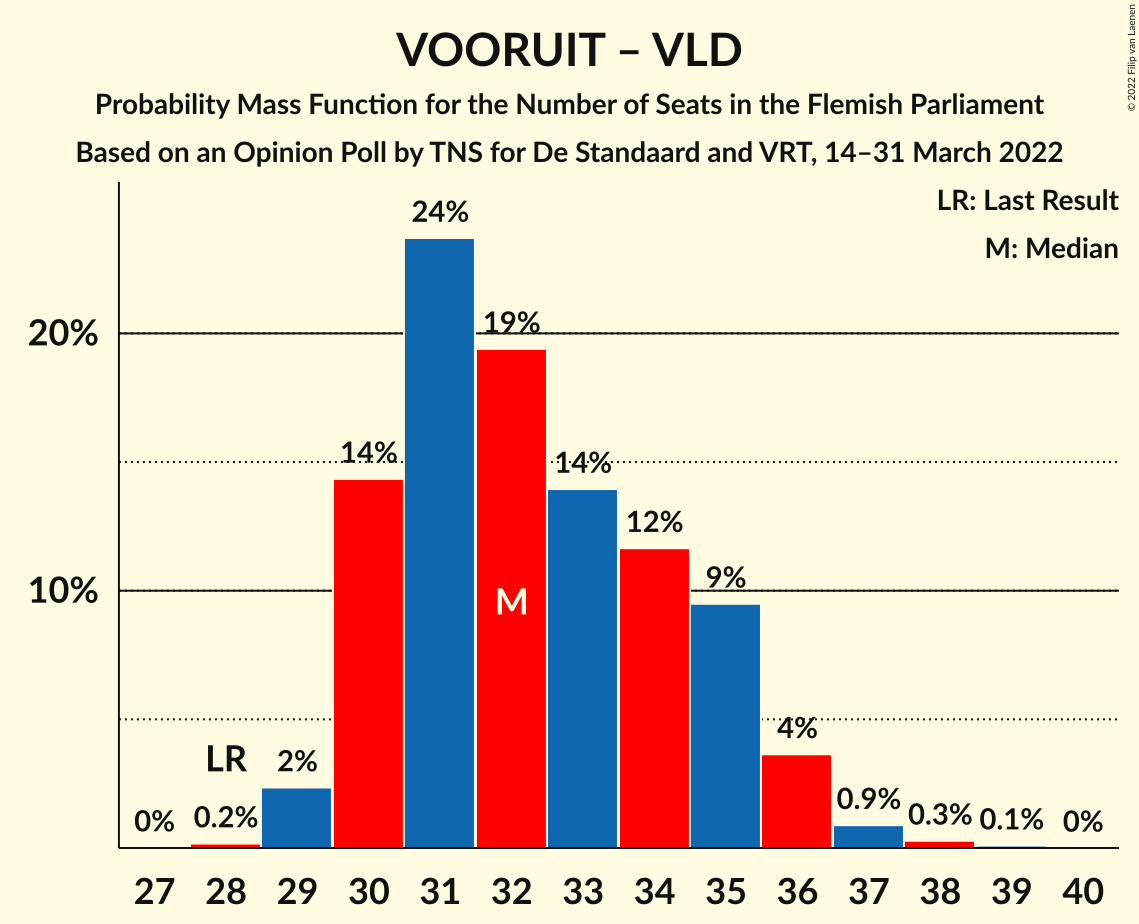 VOORUIT – VLD
Probability Mass Function for the Number of Seats in the Flemish Parliament
Based on an Opinion Poll by TNS for De Standaard and VRT, 14–31 March 2022
© 2022 Filip van Laenen
LR: Last Result
M: Median
20%
10%
0%
0.2%
LR
2%
14%
24%
19%
M
14%
12%
9%
4%
0.9%
0.3%
0.1%
0%
27 28 29 30 31 32 33 34 35 36 37 38 39 40